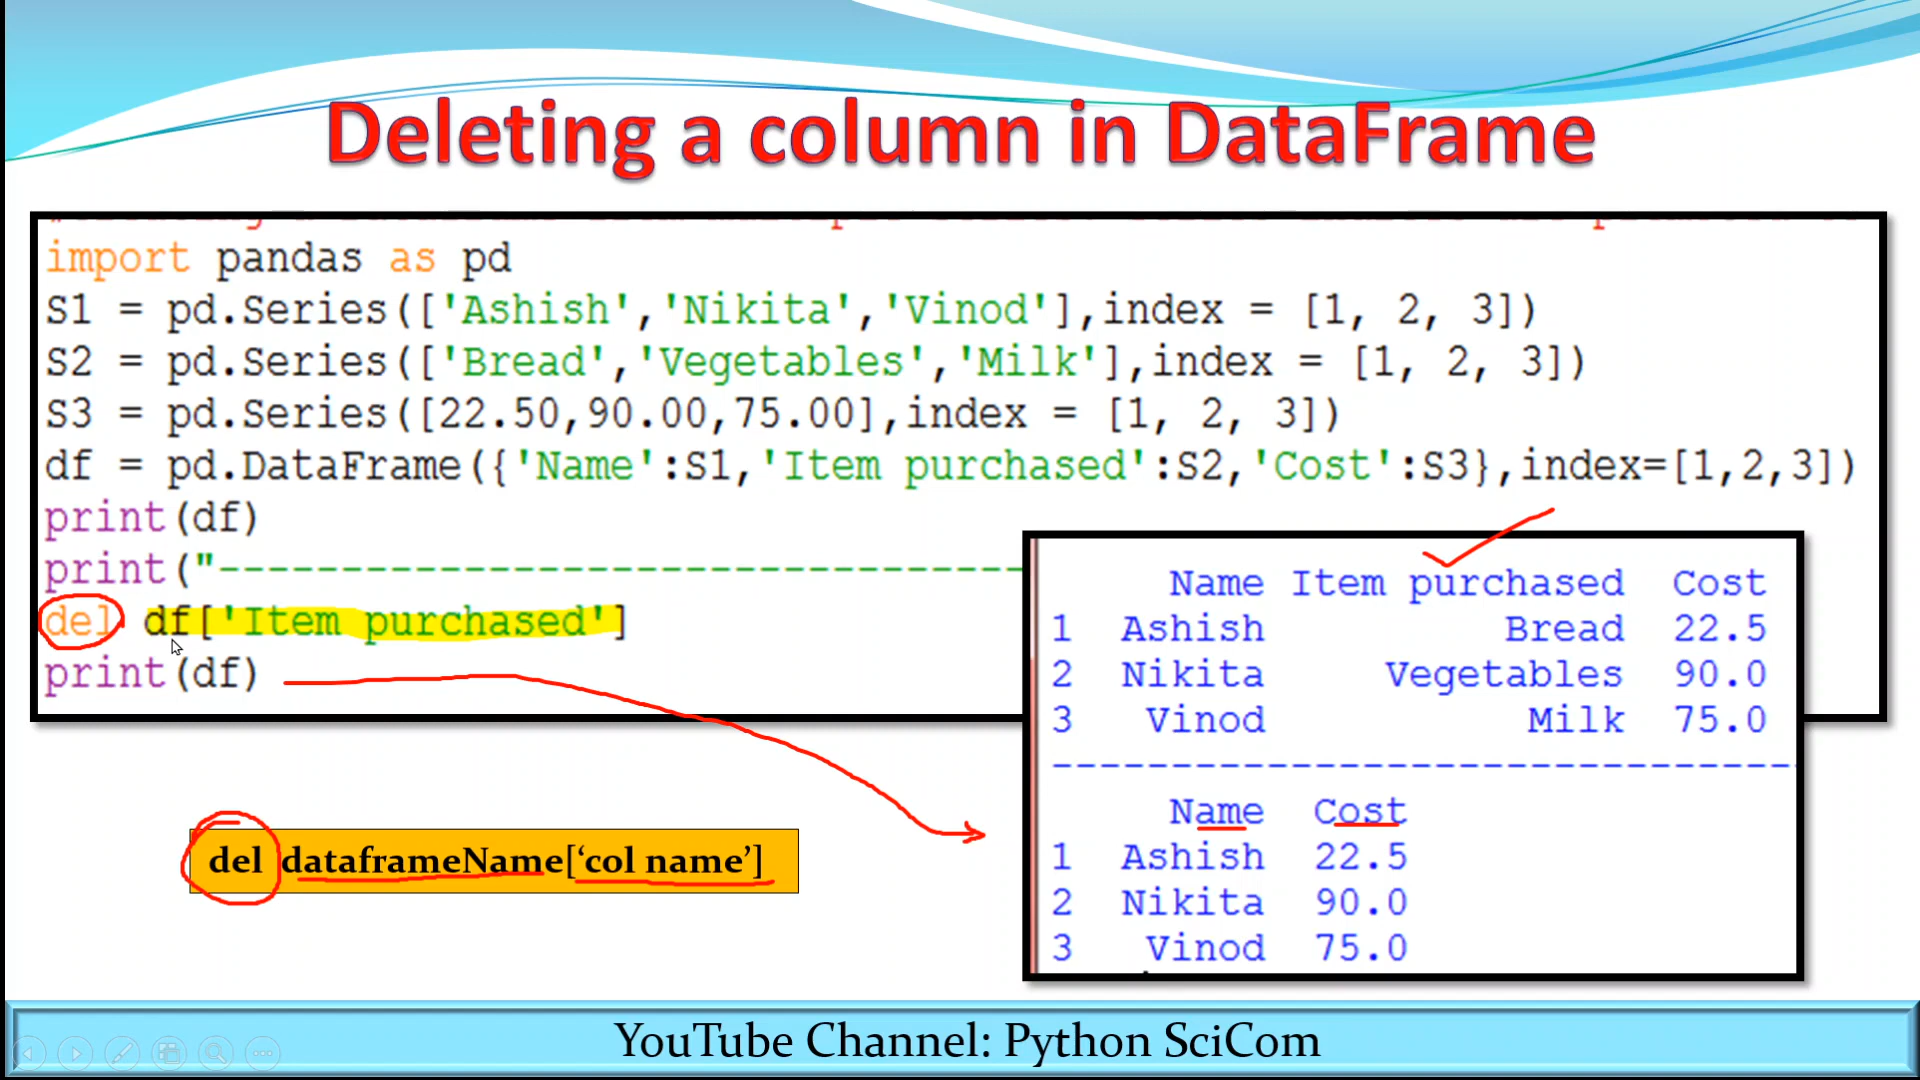 Deleting a column in DataFrame
import pandas as pd
S1 = pd.Series(['Ashish','Nikita','Vinod'],index = [1, 2, 3])
S2 = pd.Series(['Bread','Vegetables','Milk'],index = [1, 2, 3])
S3 = pd.Series([22.50,90.00,75.00],index = [1, 2, 3])
df = pd.DataFrame({'Name':S1,'Item purchased':S2,'Cost':S3},index=[1,2,3])
print(df)
print("---------------------------------
del df['Item purchased']
print(df)
Name Item purchased Cost
1 Ashish Bread 22.5
2 Nikita Vegetables 90.0
3 Vinod Milk 75.0
-------------------------------
Name Cost
1 Ashish 22.5
2 Nikita 90.0
3 Vinod 75.0
del dataframeName[‘col name’]
YouTube Channel: Python SciCom